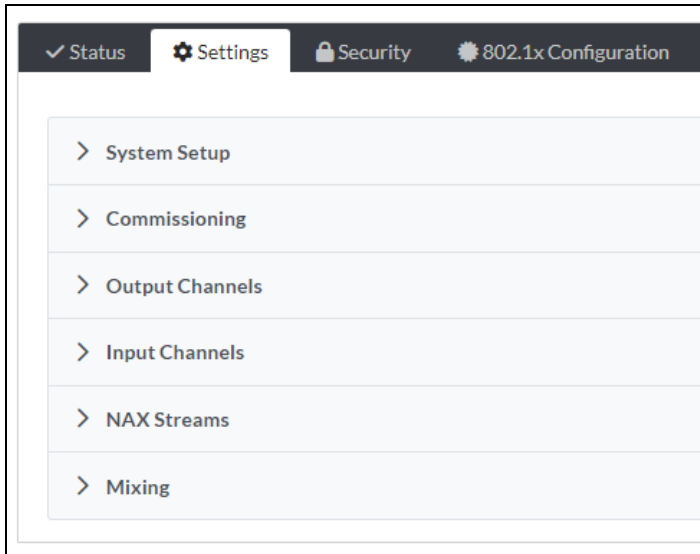 Status Settings Security 802.1x Configuration
System Setup
Commissioning
Output Channels
Input Channels
NAX Streams
Mixing